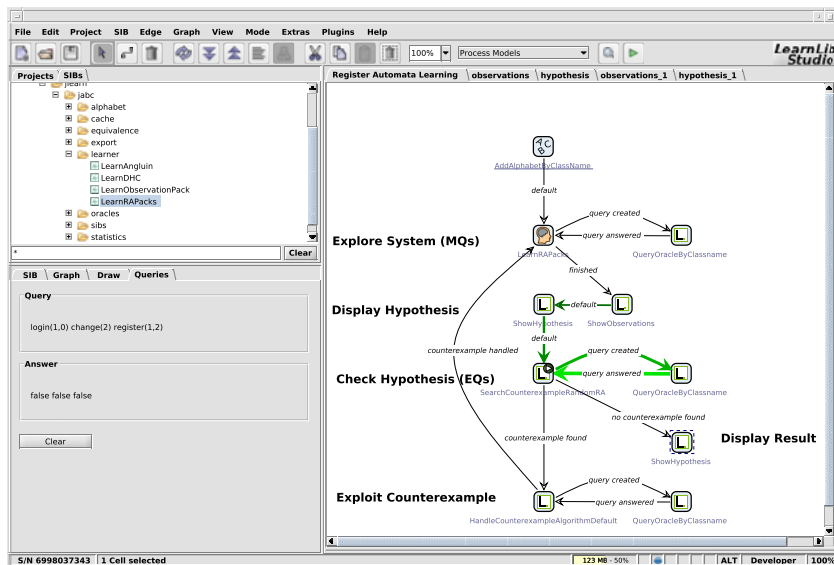 File Edit Project SIB Edge Graph View Mode Extras Plugins Help
100% Process Models
LearnLib Studio
Projects SIBs
jlearn
jabc
alphabet
cache
equivalence
export
learner
LearnAngluin
LearnDHC
LearnObservationPack
LearnRAPacks
oracles
sibs
statistics
* Clear
SIB Graph Draw Queries
Query
login(1,0) change(2) register(1,2)
Answer
false false false
Clear
Register Automata Learning observations hypothesis observations_1 hypothesis_1
A C B
AddAlphabetByClassName
default
query created
Explore System (MQs)
query answered
LearnRAPacks QueryOracleByClassname
finished
Display Hypothesis
default
ShowHypothesis ShowObservations
default
counterexample handled
query created
Check Hypothesis (EQs)
query answered
SearchCounterexampleRandomRA QueryOracleByClassname
no counterexample found
counterexample found
Display Result
ShowHypothesis
query created
Exploit Counterexample
query answered
HandleCounterexampleAlgorithmDefault QueryOracleByClassname
S/N 6998037343 1 Cell selected 123 MB - 50% ALT Developer 100%